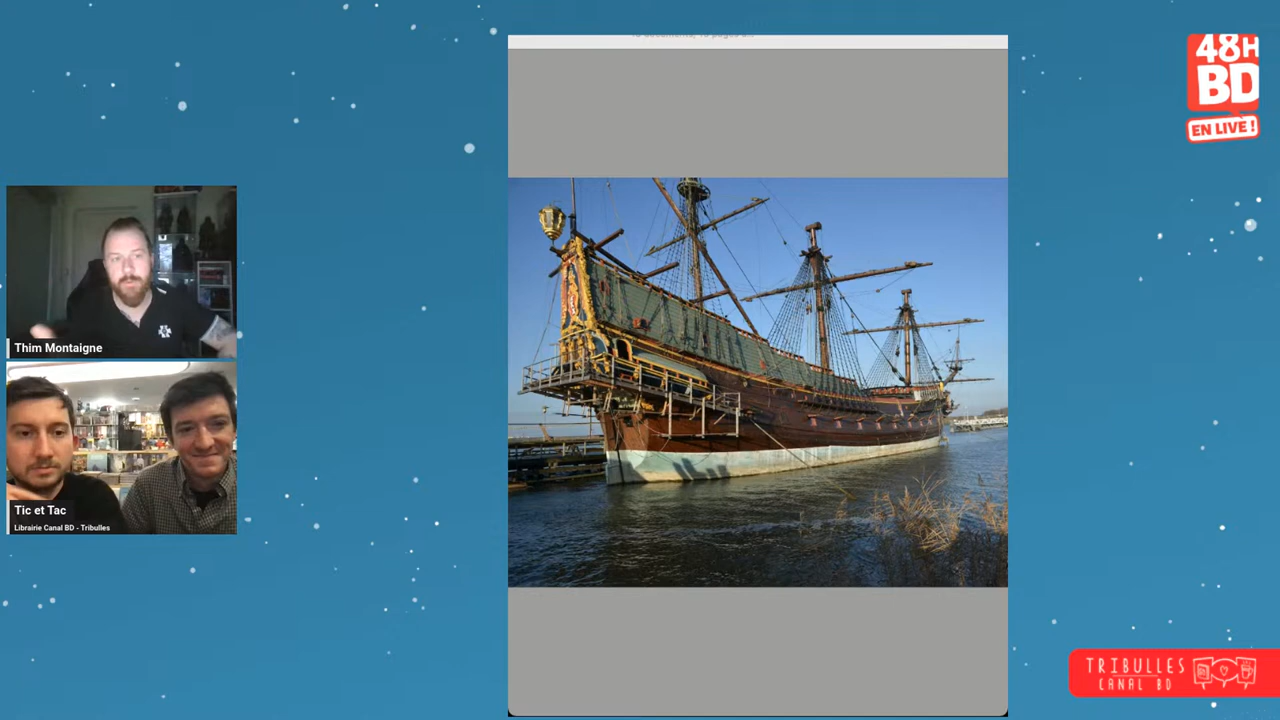 48H
BD
EN LIVE !
Thim Montaigne
Tic et Tac
Librairie Canal BD - Tribulles
TRIBULLES
CANAL BD